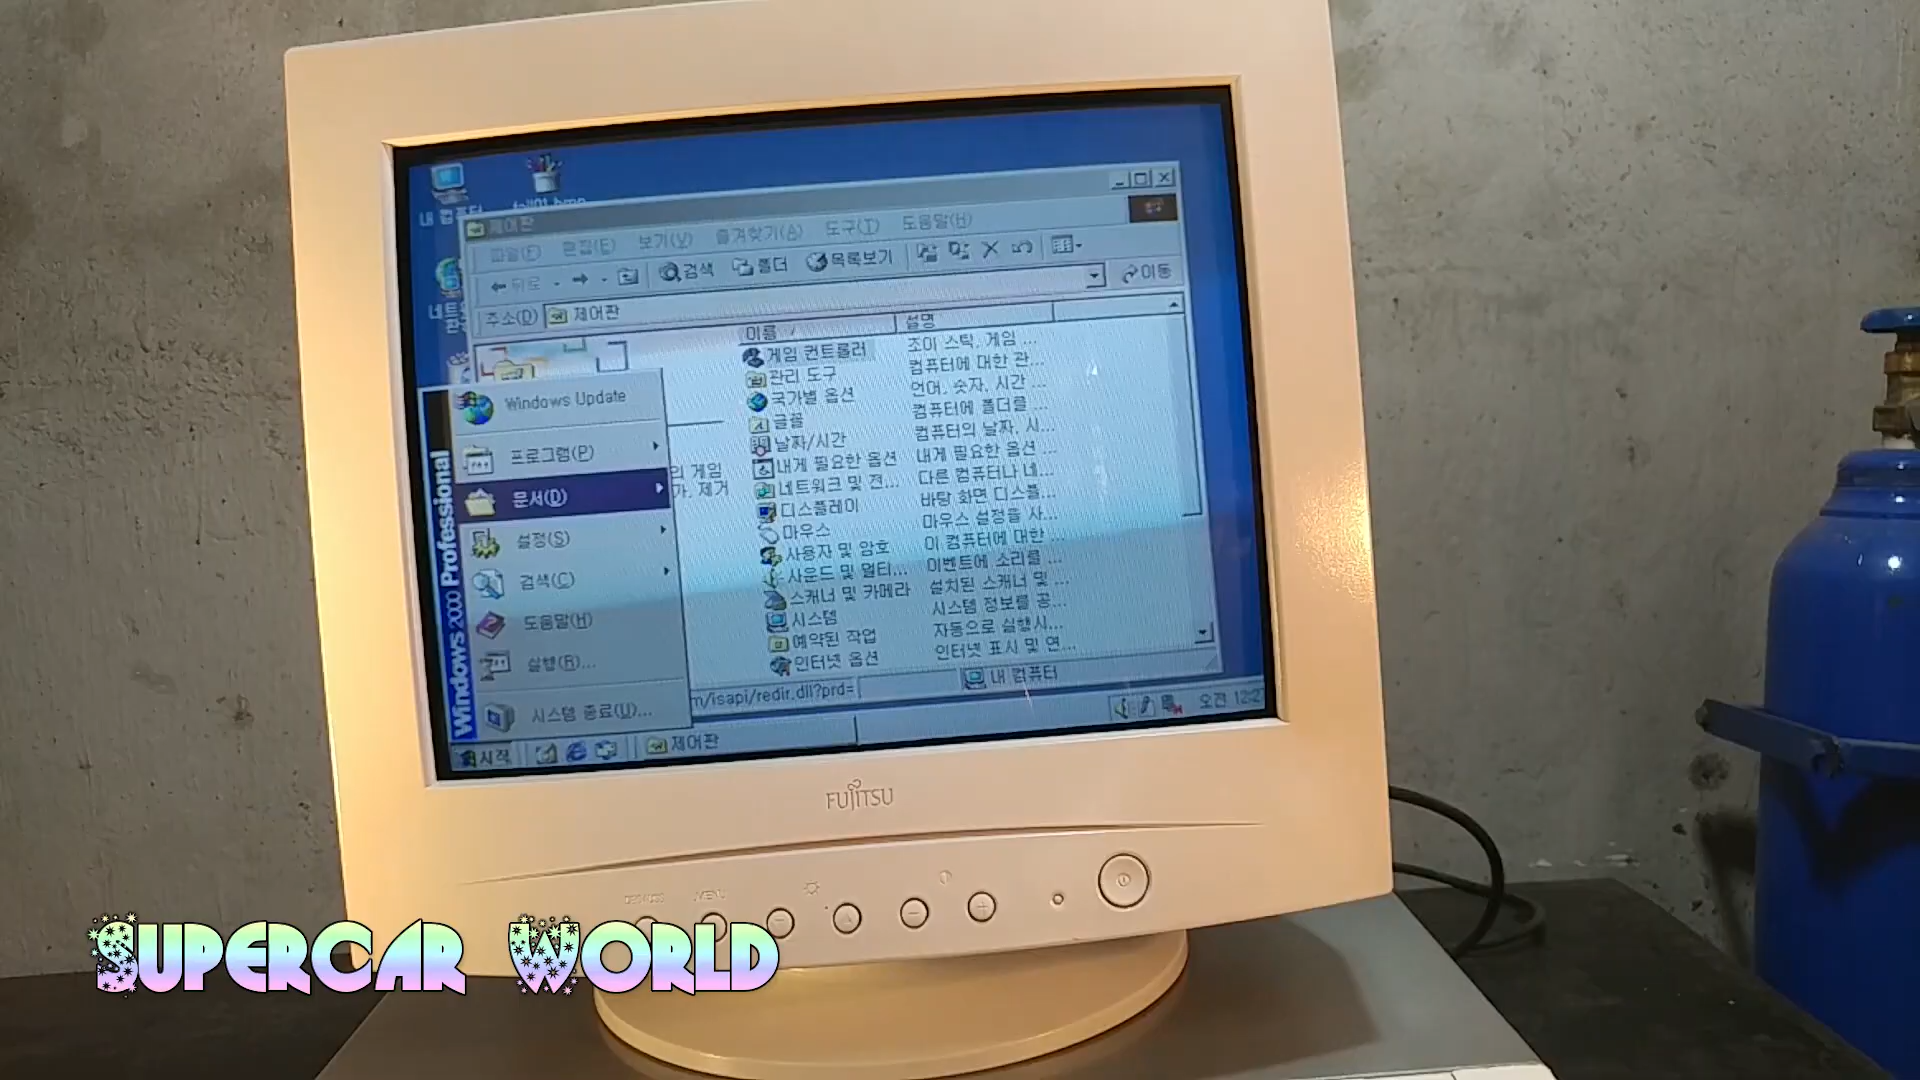 내 컴퓨터
제어판
파일(F) 편집(E) 보기(V) 즐겨찾기(A) 도구(T) 도움말(H)
뒤로 검색 폴더 목록보기
주소(D) 제어판 이동
이름 설명
게임 컨트롤러 조이 스틱, 게임 ...
관리 도구 컴퓨터에 대한 관...
국가별 옵션 언어, 숫자, 시간 ...
글꼴 컴퓨터에 폴더를 ...
날짜/시간 컴퓨터의 날짜, 시...
내게 필요한 옵션 내게 필요한 옵션 ...
네트워크 및 전... 다른 컴퓨터나 네...
디스플레이 바탕 화면 디스플...
마우스 마우스 설정을 사...
사용자 및 암호 이 컴퓨터에 대한 ...
사운드 및 멀티... 이벤트에 소리를 ...
스캐너 및 카메라 설치된 스캐너 및 ...
시스템 시스템 정보를 공...
예약된 작업 자동으로 실행시...
인터넷 옵션 인터넷 표시 및 연...
게임
제거
Windows 2000 Professional
Windows Update
프로그램(P)
문서(D)
설정(S)
검색(C)
도움말(H)
실행(R)...
시스템 종료(U)...
m/isapi/redir.dll?prd= 내 컴퓨터
시작 제어판 오전 12:2
FUJITSU
MENU
SUPERCAR WORLD